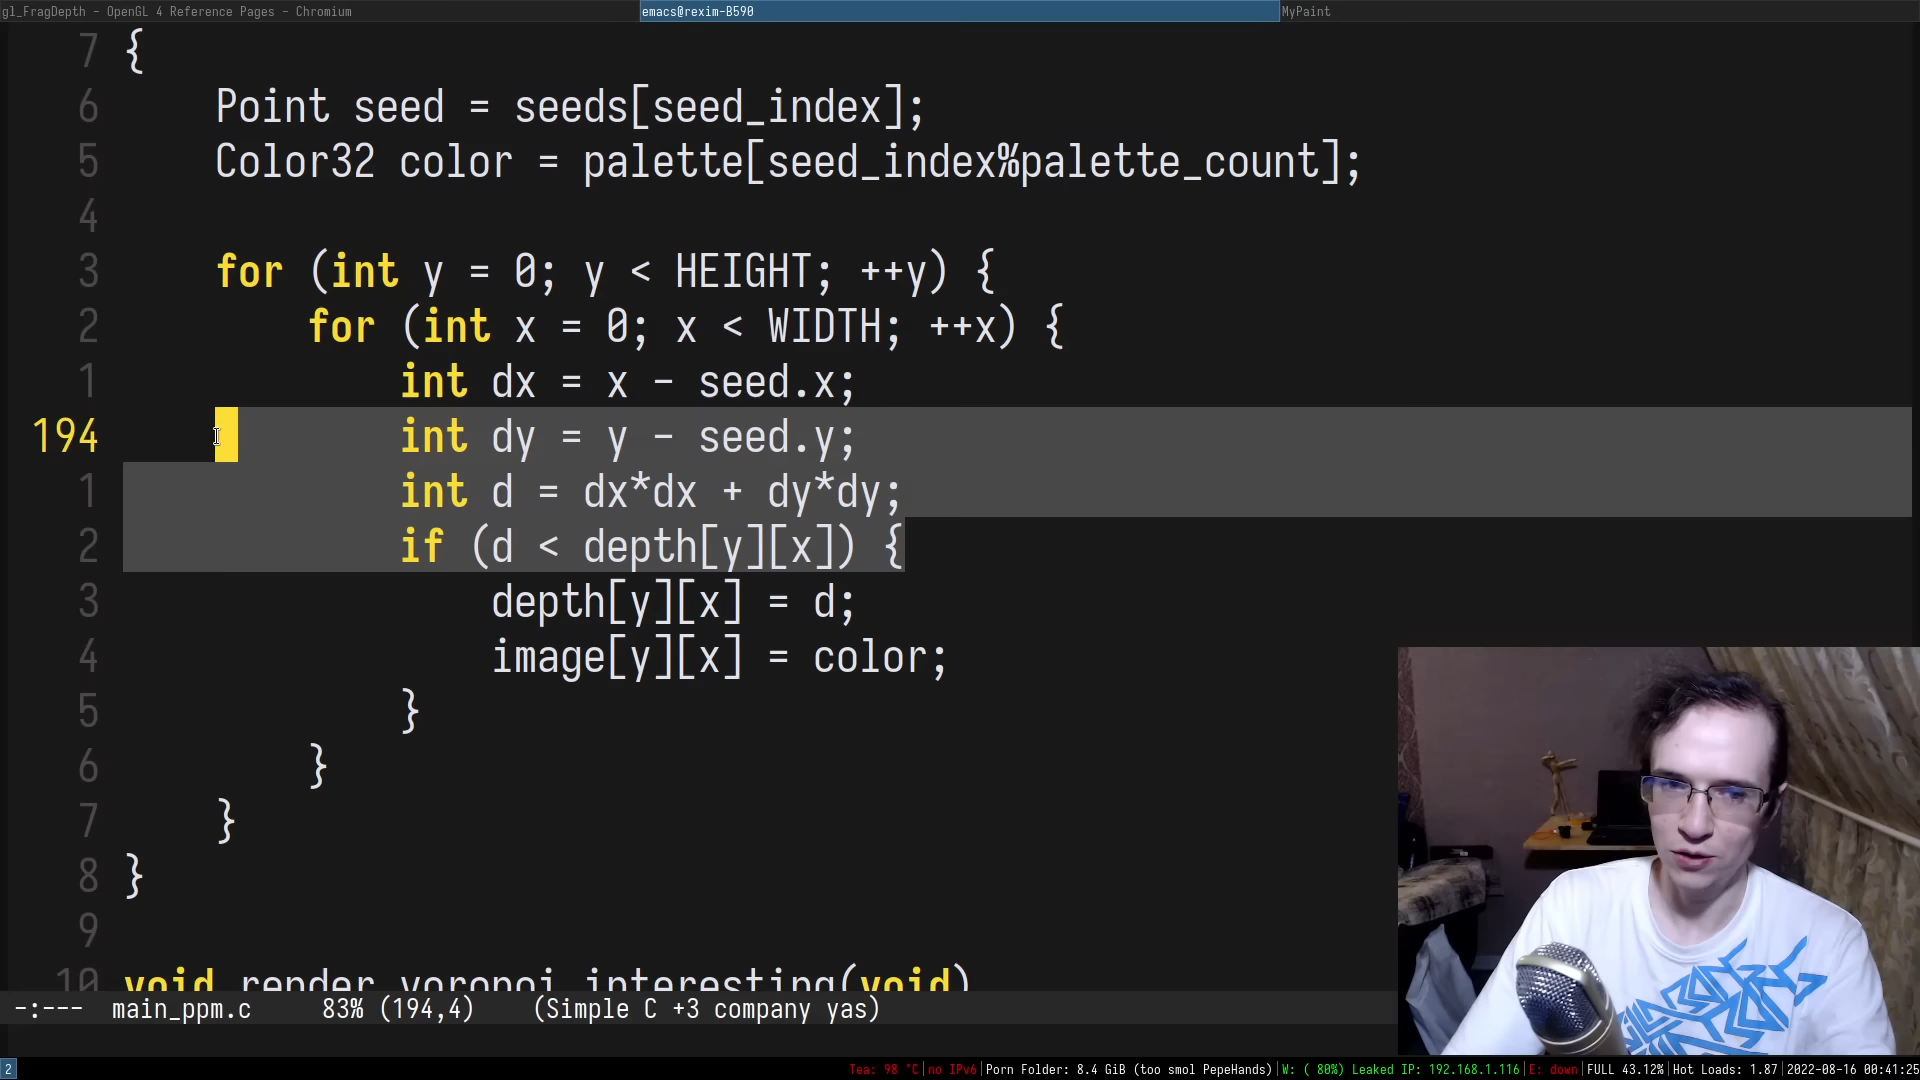 gl_FragDepth - OpenGL 4 Reference Pages - Chromium
emacs@rexim-B590
MyPaint
7 {
6 Point seed = seeds[seed_index];
5 Color32 color = palette[seed_index%palette_count];
4
3 for (int y = 0; y < HEIGHT; ++y) {
2 for (int x = 0; x < WIDTH; ++x) {
1 int dx = x - seed.x;
194 int dy = y - seed.y;
1 int d = dx*dx + dy*dy;
2 if (d < depth[y][x]) {
3 depth[y][x] = d;
4 image[y][x] = color;
5 }
6 }
7 }
8 }
9
10 void render_voronoi_interesting(void)
-:--- main_ppm.c 83% (194,4) (Simple C +3 company yas)
2
Tea: 98 °C|no IPv6|Porn Folder: 8.4 GiB (too smol PepeHands)|W: ( 80%) Leaked IP: 192.168.1.116|E: down|FULL 43.12%|Hot Loads: 1.87|2022-08-16 00:41:25